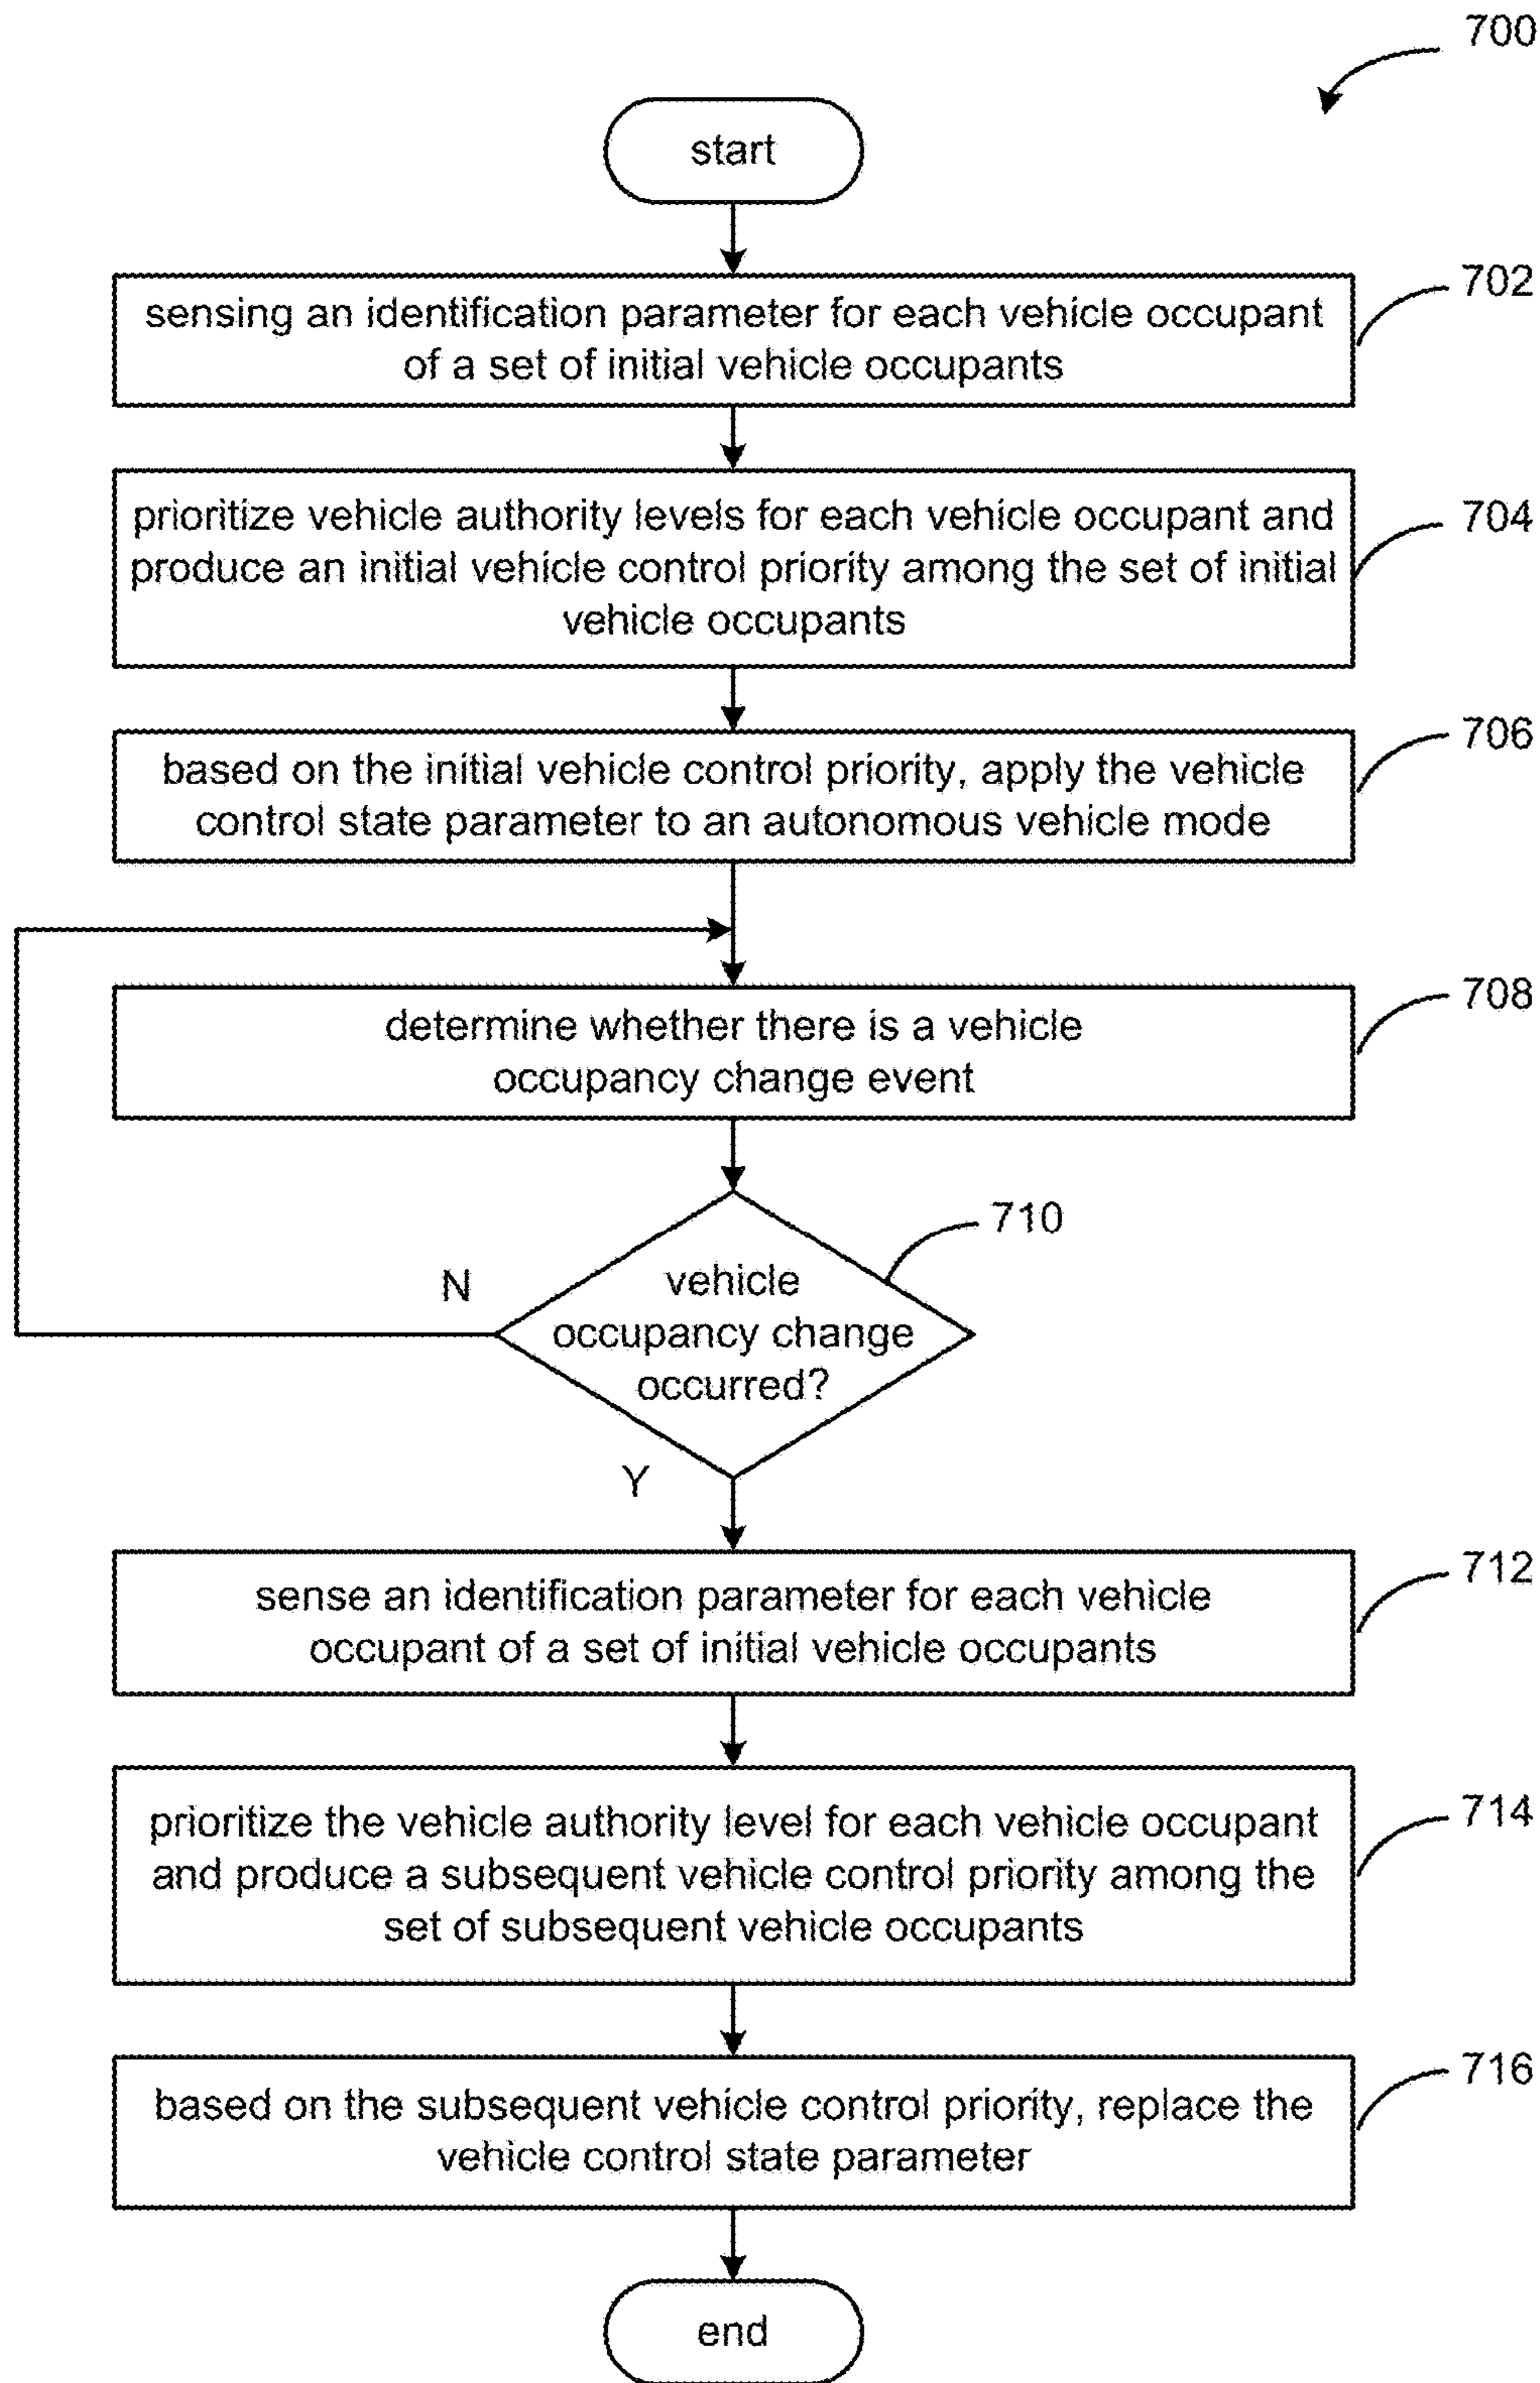 700
start
702
sensing an identification parameter for each vehicle occupant
of a set of initial vehicle occupants
704
prioritize vehicle authority levels for each vehicle occupant and
produce an initial vehicle control priority among the set of initial
vehicle occupants
706
based on the initial vehicle control priority, apply the vehicle
control state parameter to an autonomous vehicle mode
708
determine whether there is a vehicle
occupancy change event
710
N
vehicle
occupancy change
occurred?
Y
712
sense an identification parameter for each vehicle
occupant of a set of initial vehicle occupants
714
prioritize the vehicle authority level for each vehicle occupant
and produce a subsequent vehicle control priority among the
set of subsequent vehicle occupants
716
based on the subsequent vehicle control priority, replace the
vehicle control state parameter
end